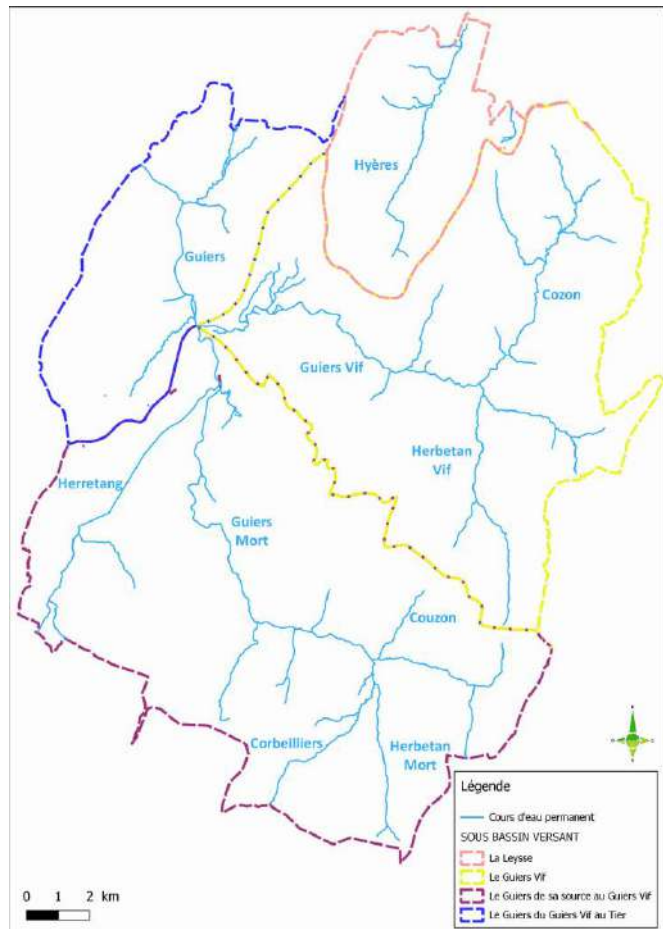 Hyères
Guiers
Cozon
Guiers Vif
Herbetan
Vif
Herretang
Guiers
Mort
Couzon
Corbeilliers
Herbetan
Mort
Légende
Cours d'eau permanent
SOUS BASSIN VERSANT
La Leysse
Le Guiers Vif
Le Guiers de sa source au Guiers Vif
Le Guiers du Guiers Vif au Tier
0 1 2 km